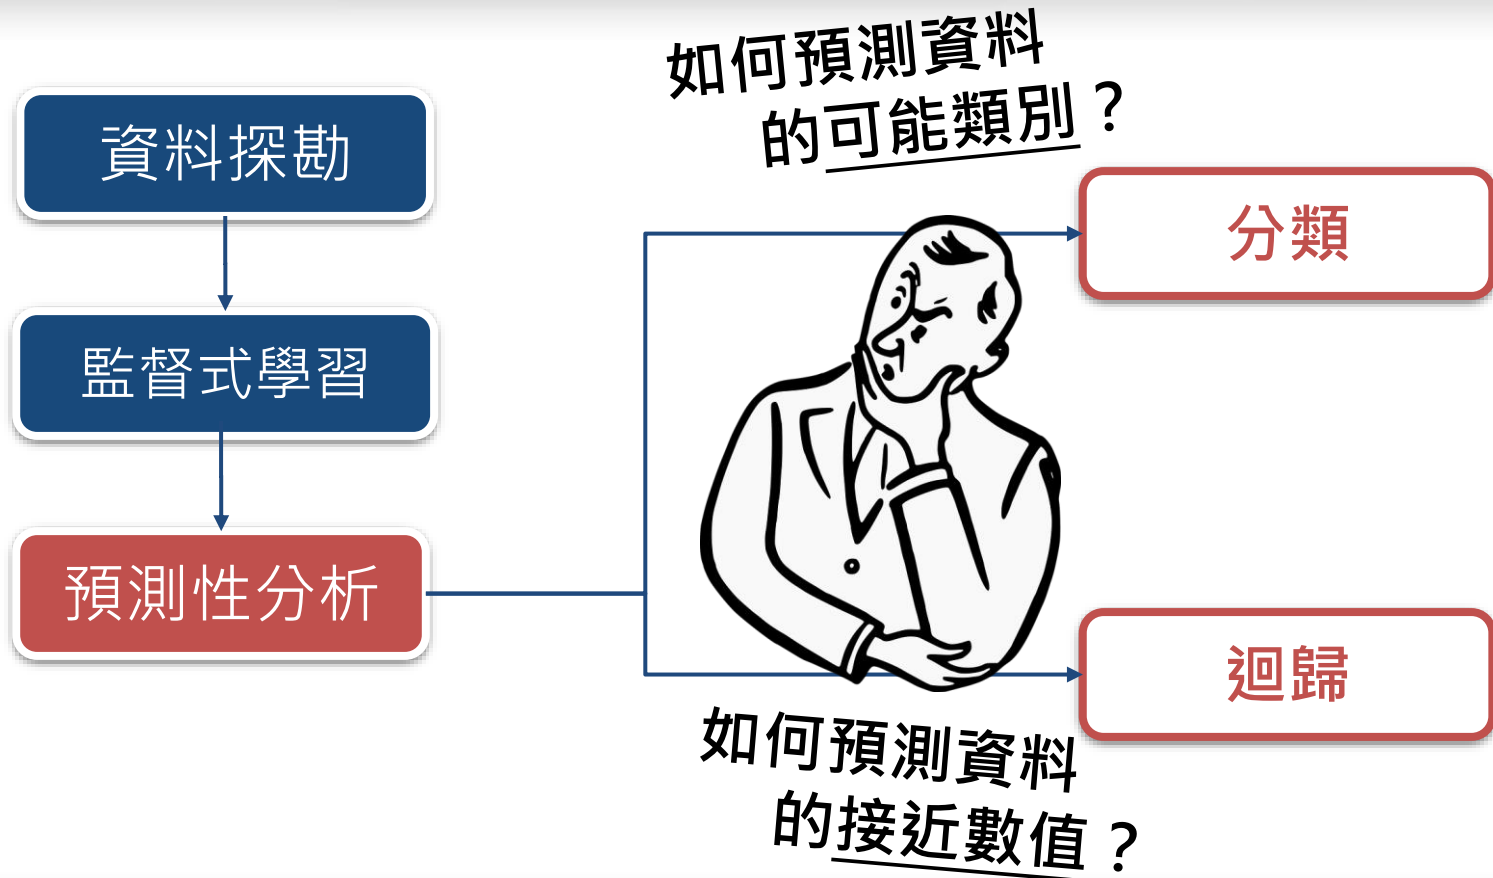 資料探勘
監督式學習
預測性分析
如何預測資料
的可能類別？
分類
迴歸
如何預測資料
的接近數值？